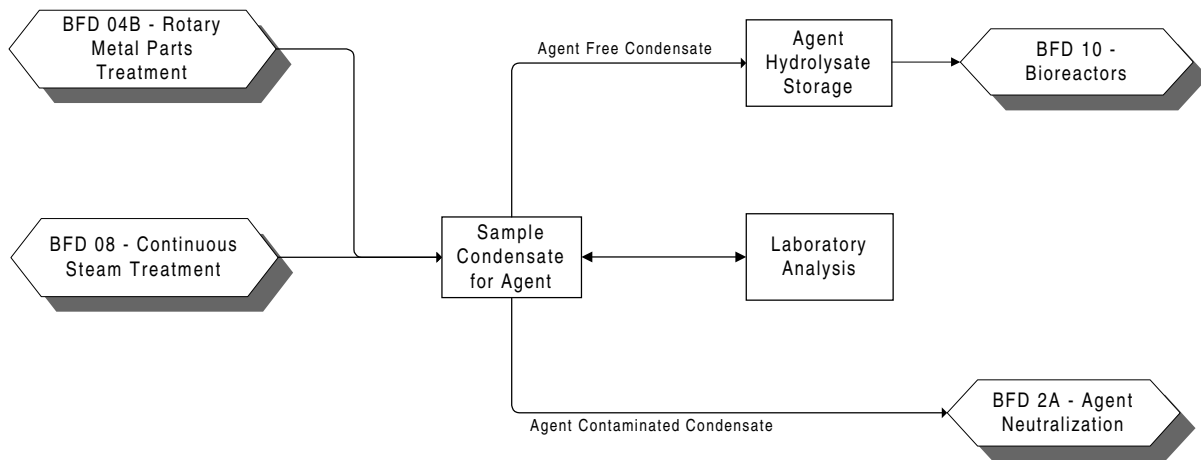 BFD 04B - Rotary
Metal Parts
Treatment
Agent Free Condensate
Agent
Hydrolysate
Storage
BFD 10 -
Bioreactors
BFD 08 - Continuous
Steam Treatment
Sample
Condensate
for Agent
Laboratory
Analysis
Agent Contaminated Condensate
BFD 2A - Agent
Neutralization